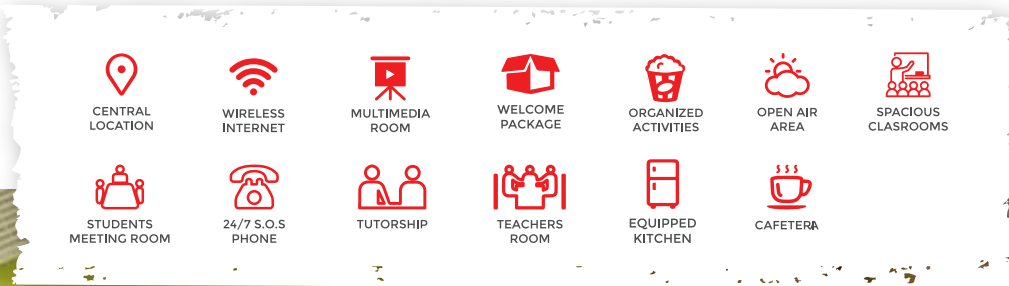 CENTRAL
LOCATION
WIRELESS
INTERNET
MULTIMEDIA
ROOM
WELCOME
PACKAGE
ORGANIZED
ACTIVITIES
OPEN AIR
AREA
SPACIOUS
CLASROOMS
STUDENTS
MEETING ROOM
24/7 S.O.S
PHONE
TUTORSHIP
TEACHERS
ROOM
EQUIPPED
KITCHEN
CAFETERIA